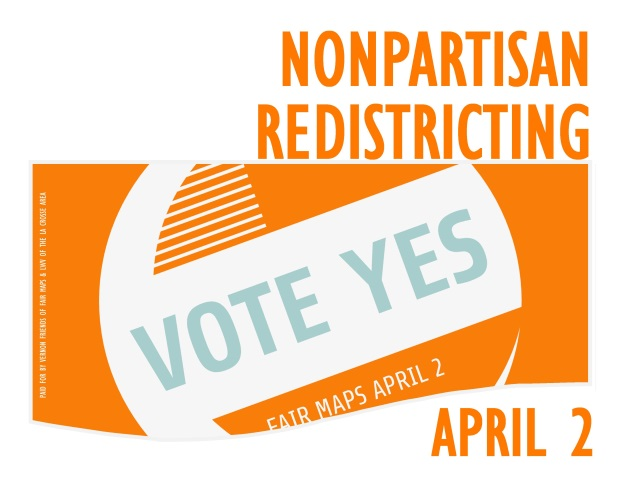 NONPARTISAN
REDISTRICTING
PAID FOR BY VERNON FRIENDS OF FAIR MAPS & LWV OF THE LA CROSSE AREA
VOTE YES
FAIR MAPS APRIL 2
APRIL 2